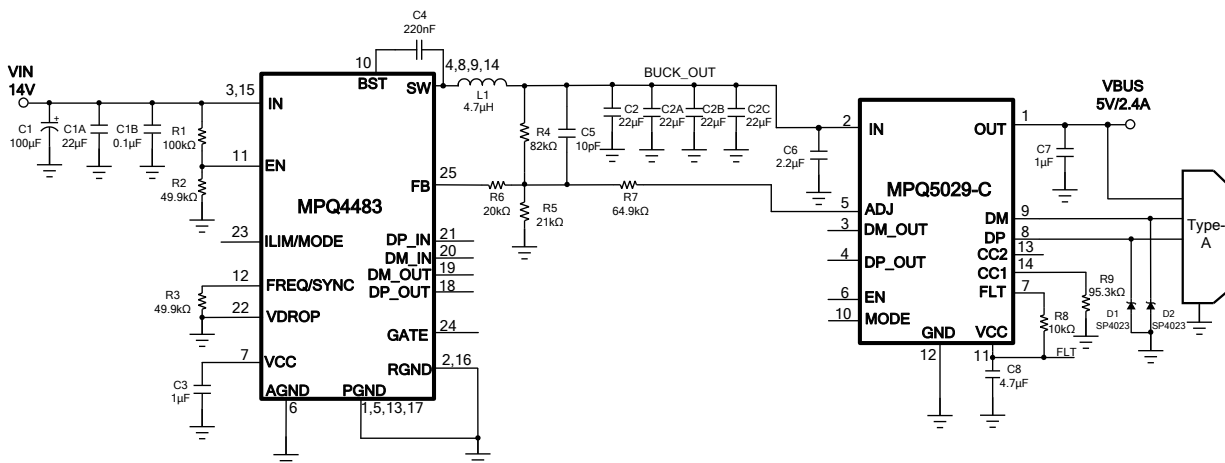 C4
220nF
VIN
14V
10
BST
4,8,9,14
SW
L1
4.7µH
BUCK_OUT
3,15
IN
C1
100µF
+
C1A
22µF
C1B
0.1µF
R1
100kΩ
11
EN
R2
49.9kΩ
MPQ4483
R4
82kΩ
C5
10pF
C2
22µF
C2A
22µF
C2B
22µF
C2C
22µF
25
FB
R6
20kΩ
R5
21kΩ
R7
64.9kΩ
23
ILIM/MODE
DP_IN
21
DM_IN
20
DM_OUT
19
DP_OUT
18
12
FREQ/SYNC
R3
49.9kΩ
22
VDROP
GATE
24
7
VCC
C3
1µF
RGND
2,16
AGND
6
PGND
1,5,13,17
C6
2.2µF
2
IN
OUT
1
VBUS
5V/2.4A
C7
1µF
MPQ5029-C
5
ADJ
3
DM_OUT
4
DP_OUT
6
EN
10
MODE
DM
9
DP
8
CC2
13
CC1
14
FLT
7
GND
12
VCC
11
R8
10kΩ
R9
95.3kΩ
FLT
C8
4.7µF
D1
SP4023
D2
SP4023
Type-
A